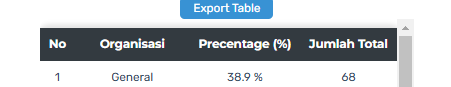 Export Table
No Organisasi Precentage (%) Jumlah Total
1 General 38.9 % 68